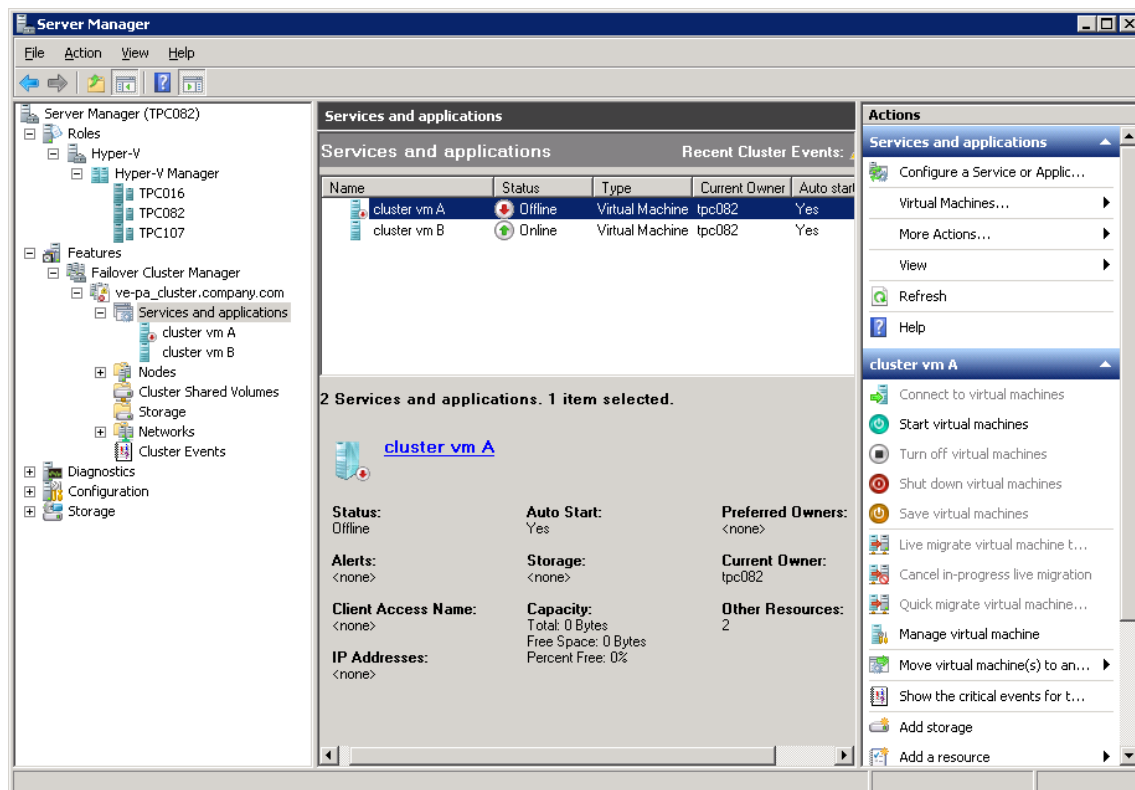 Server Manager
File Action View Help
Server Manager (TPC082)
Roles
Hyper-V
Hyper-V Manager
TPC016
TPC082
TPC107
Features
Failover Cluster Manager
ve-pa_cluster.company.com
Services and applications
cluster vm A
cluster vm B
Nodes
Cluster Shared Volumes
Storage
Networks
Cluster Events
Diagnostics
Configuration
Storage
Services and applications
Services and applications Recent Cluster Events:
Name Status Type Current Owner Auto start
cluster vm A Offline Virtual Machine tpc082 Yes
cluster vm B Online Virtual Machine tpc082 Yes
2 Services and applications. 1 item selected.
cluster vm A
Status: Auto Start: Preferred Owners:
Offline Yes <none>
Alerts: Storage: Current Owner:
<none> <none> tpc082
Client Access Name: Capacity: Other Resources:
<none> Total: 0 Bytes 2
Free Space: 0 Bytes
IP Addresses: Percent Free: 0%
<none>
Actions
Services and applications
Configure a Service or Applic...
Virtual Machines...
More Actions...
View
Refresh
Help
cluster vm A
Connect to virtual machines
Start virtual machines
Turn off virtual machines
Shut down virtual machines
Save virtual machines
Live migrate virtual machine t...
Cancel in-progress live migration
Quick migrate virtual machine...
Manage virtual machine
Move virtual machine(s) to an...
Show the critical events for t...
Add storage
Add a resource